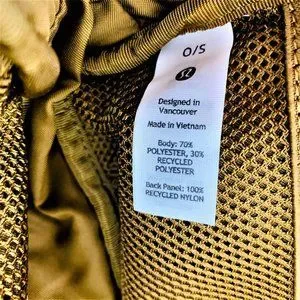 O/S
Designed in
Vancouver
Made in Vietnam
Body: 70%
POLYESTER, 30%
RECYCLED
POLYESTER
Back Panel: 100%
RECYCLED NYLON